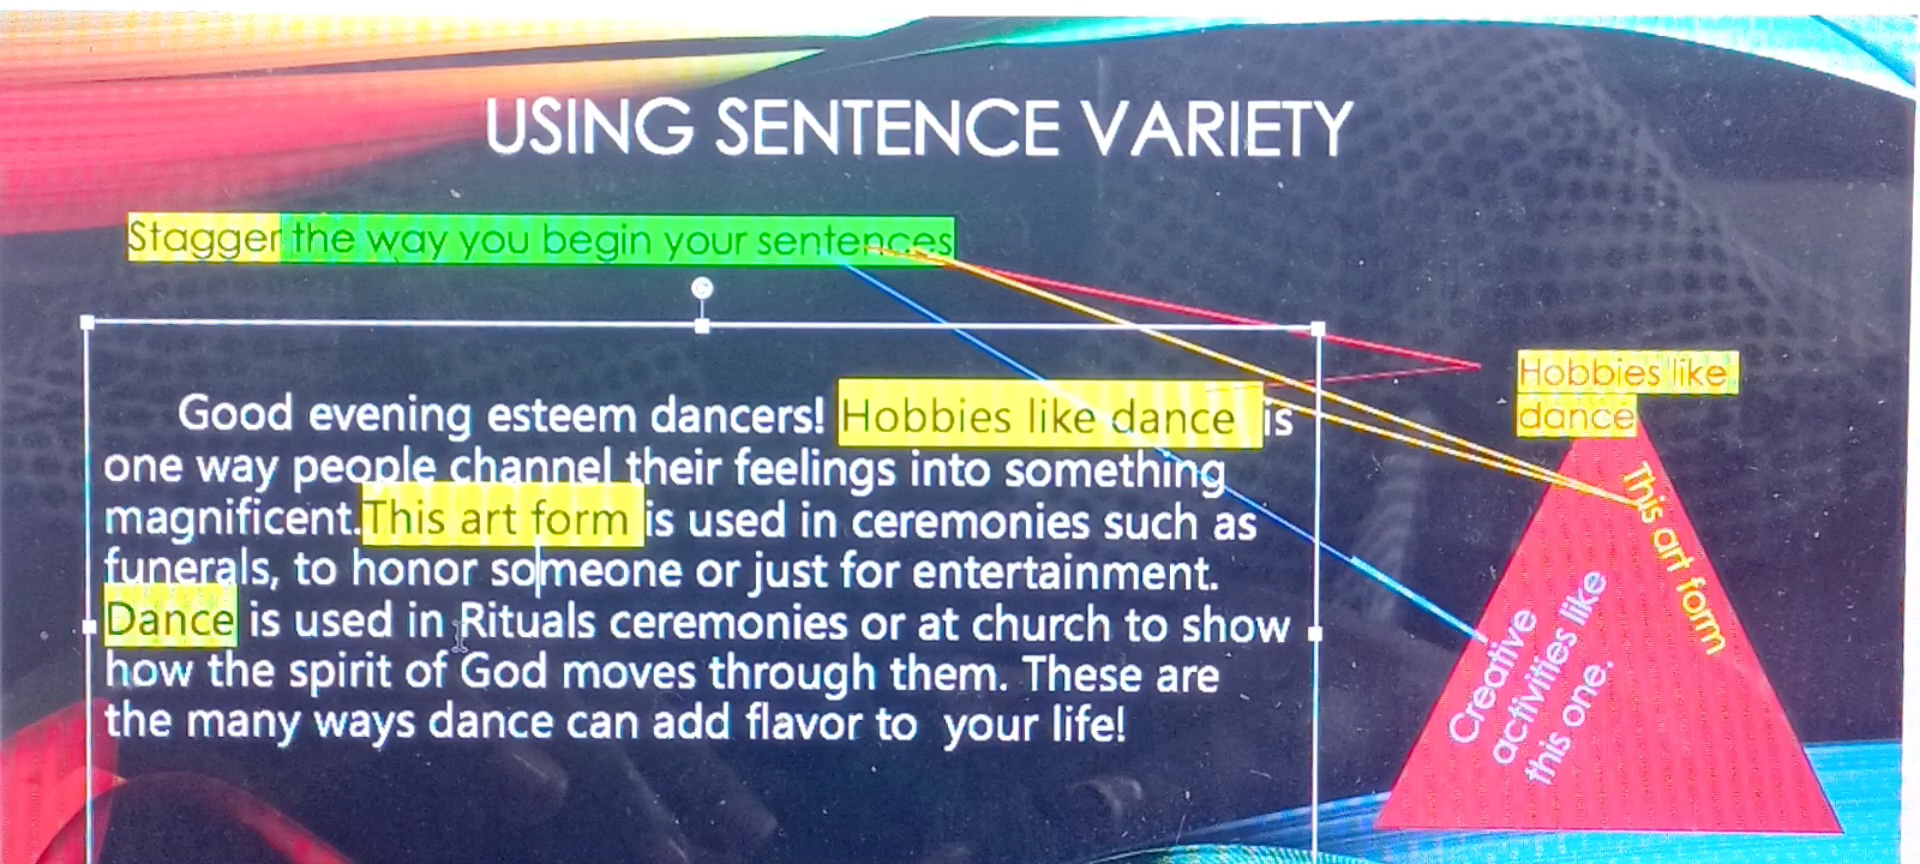 USING SENTENCE VARIETY
Stagger the way you begin your sentences
Good evening esteem dancers! Hobbies like dance is
one way people channel their feelings into something
magnificent.This art form is used in ceremonies such as
funerals, to honor someone or just for entertainment.
Dance is used in Rituals ceremonies or at church to show
how the spirit of God moves through them. These are
the many ways dance can add flavor to your life!
Hobbies like
dance
This art form
Creative
activities like
this one.